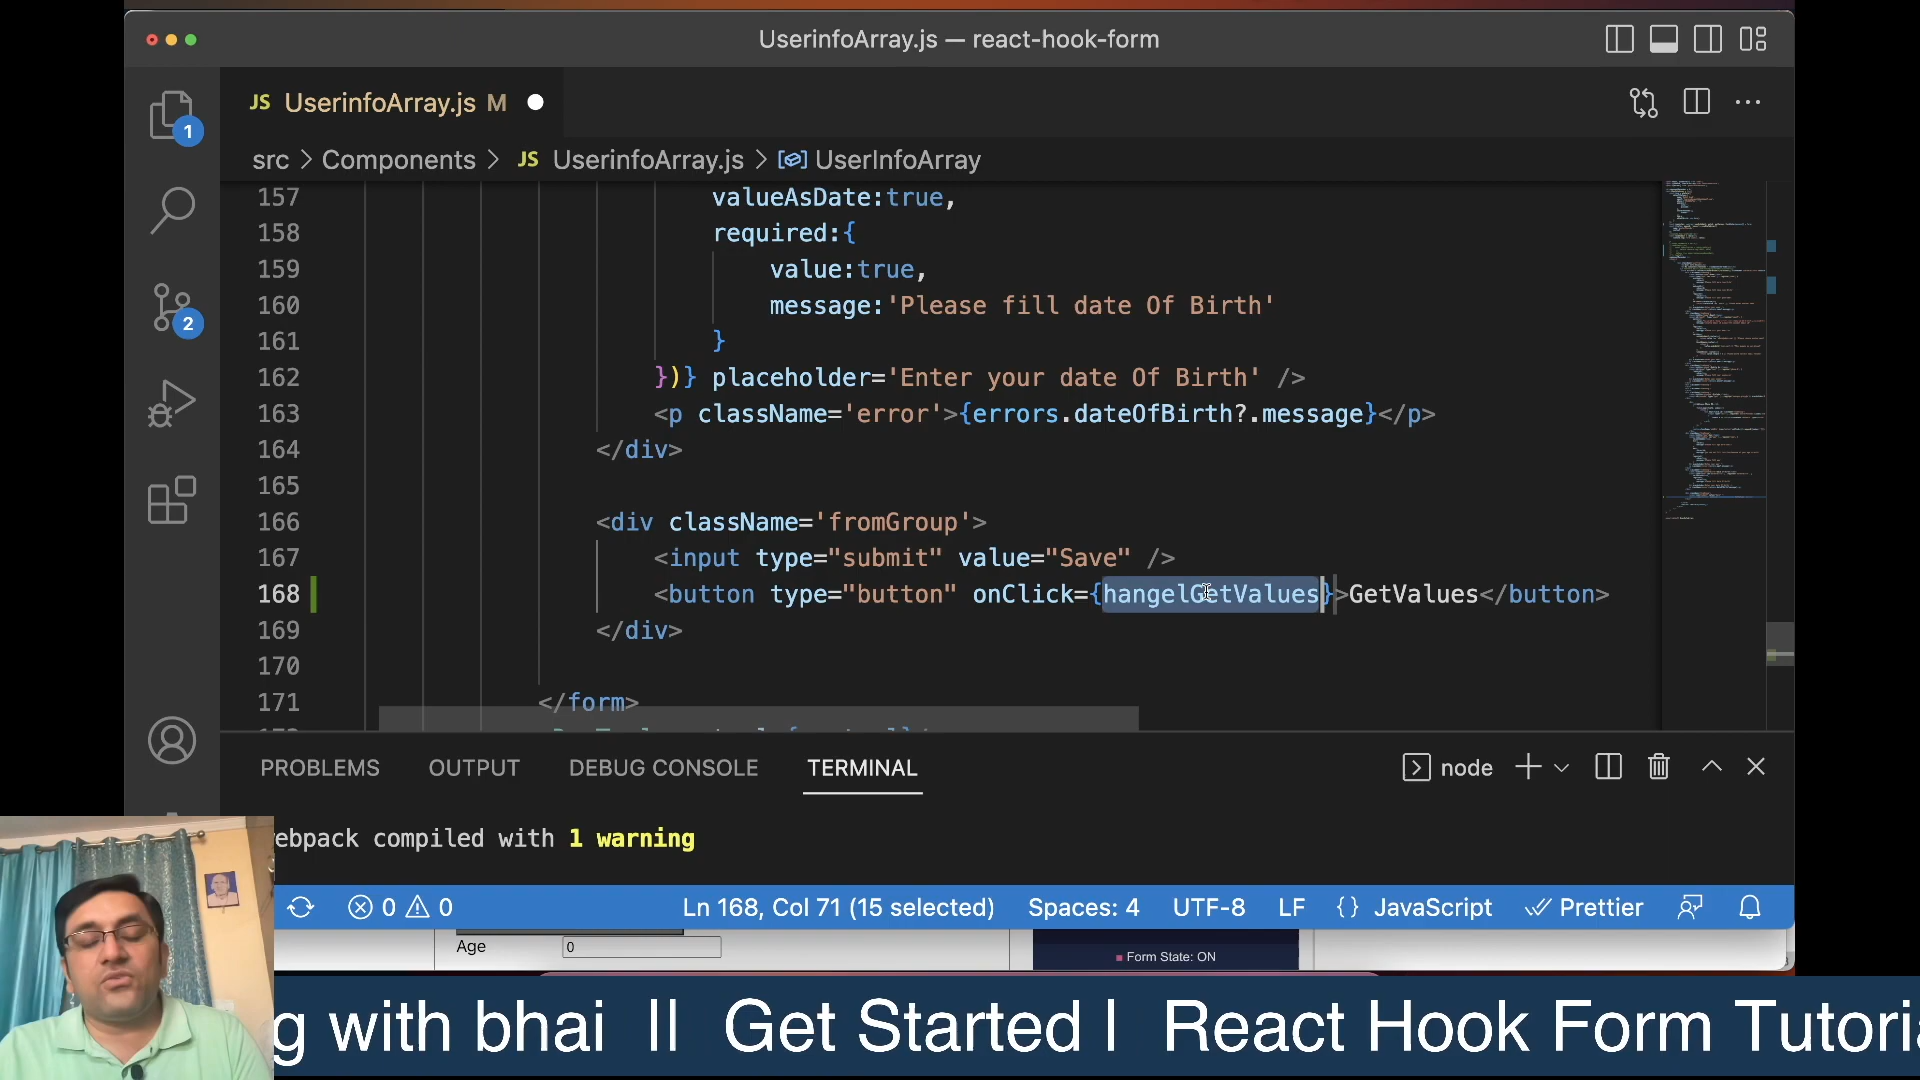 UserinfoArray.js — react-hook-form
JS UserinfoArray.js M
src > Components > JS UserinfoArray.js > UserInfoArray
1
2
157 valueAsDate:true,
158 required:{
159 value:true,
160 message:'Please fill date Of Birth'
161 }
162 })} placeholder='Enter your date Of Birth' />
163 <p className='error'>{errors.dateOfBirth?.message}</p>
164 </div>
165
166 <div className='fromGroup'>
167 <input type="submit" value="Save" />
168 <button type="button" onClick={hangelGetValues}>GetValues</button>
169 </div>
170
171 </form>
PROBLEMS OUTPUT DEBUG CONSOLE TERMINAL node
ebpack compiled with 1 warning
0 0 Ln 168, Col 71 (15 selected) Spaces: 4 UTF-8 LF {} JavaScript Prettier
Age 0
Form State: ON
g with bhai || Get Started | React Hook Form Tutoria